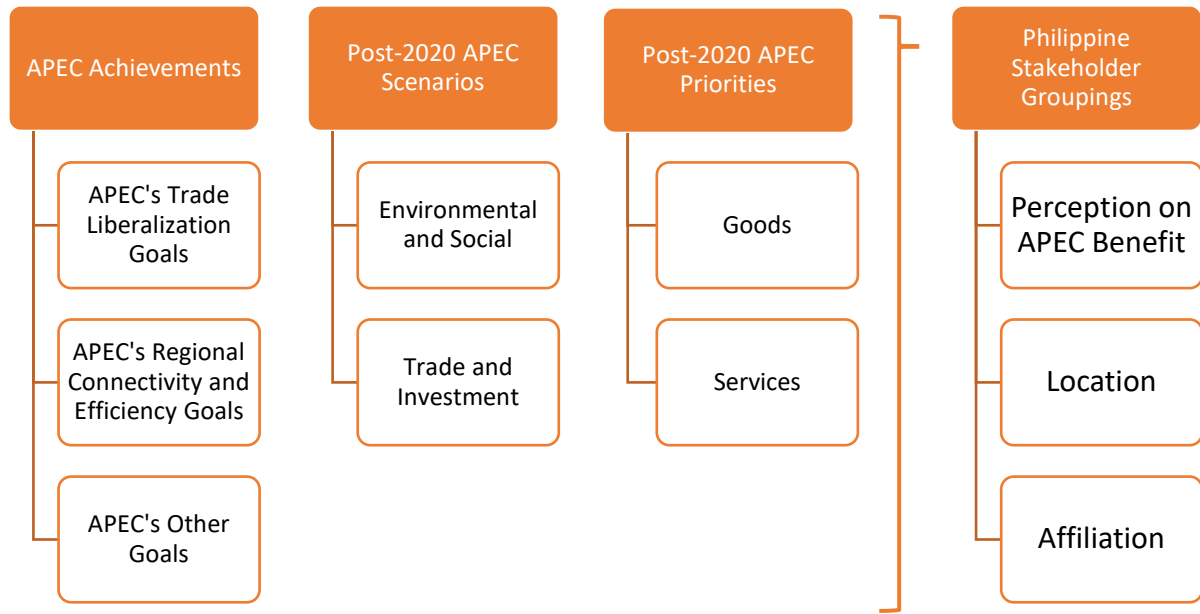 APEC Achievements
APEC's Trade
Liberalization
Goals
APEC's Regional
Connectivity and
Efficiency Goals
APEC's Other
Goals
Post-2020 APEC
Scenarios
Environmental
and Social
Trade and
Investment
Post-2020 APEC
Priorities
Goods
Services
Philippine
Stakeholder
Groupings
Perception on
APEC Benefit
Location
Affiliation